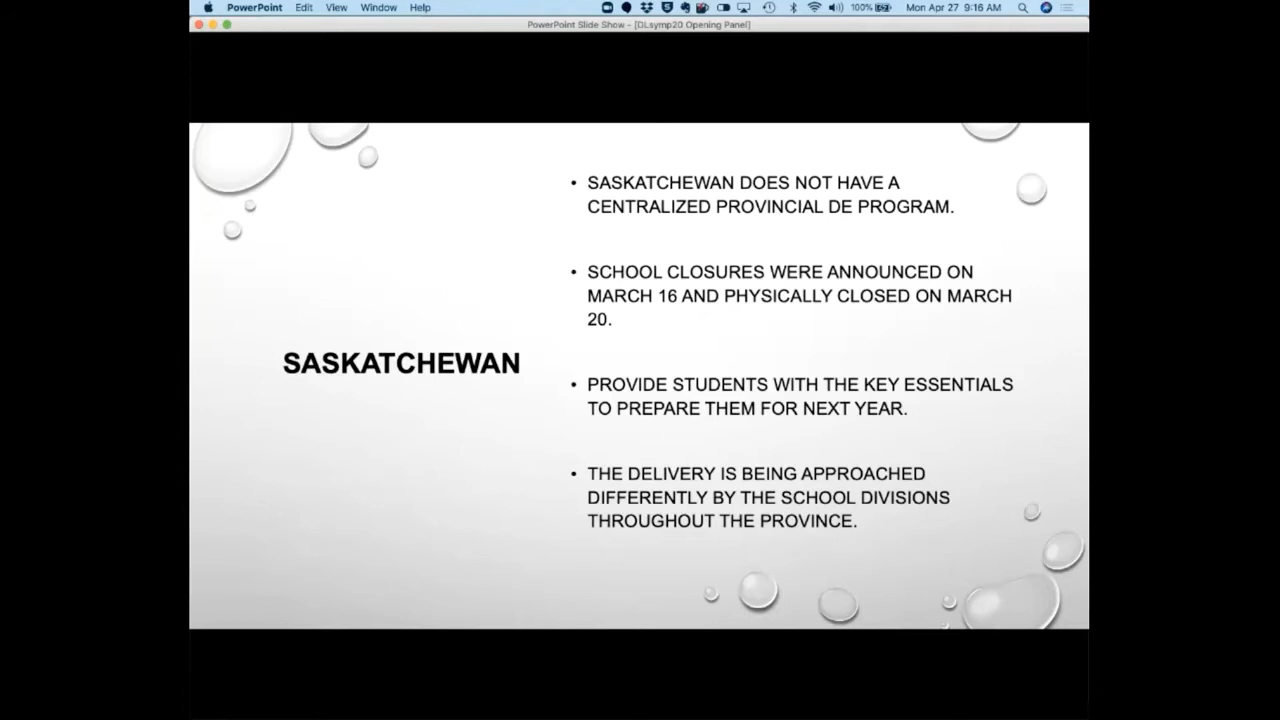 PowerPoint Edit View Window Help 100% Mon Apr 27 9:16 AM
PowerPoint Slide Show - [DLsymp20 Opening Panel]
SASKATCHEWAN
• SASKATCHEWAN DOES NOT HAVE A
CENTRALIZED PROVINCIAL DE PROGRAM.
• SCHOOL CLOSURES WERE ANNOUNCED ON
MARCH 16 AND PHYSICALLY CLOSED ON MARCH
20.
• PROVIDE STUDENTS WITH THE KEY ESSENTIALS
TO PREPARE THEM FOR NEXT YEAR.
• THE DELIVERY IS BEING APPROACHED
DIFFERENTLY BY THE SCHOOL DIVISIONS
THROUGHOUT THE PROVINCE.